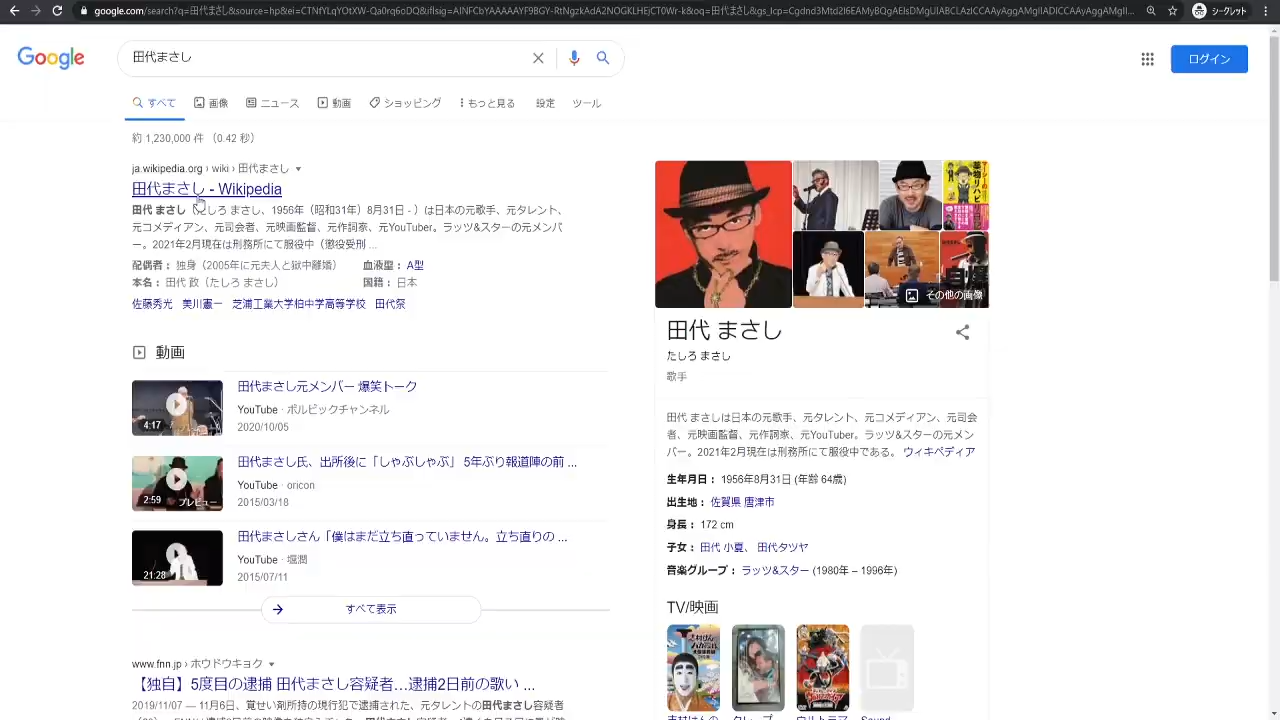 google.com/search?q=田代まさし&source=hp&ei=
シークレット
Google
田代まさし
ログイン
すべて 画像 ニュース 動画 ショッピング もっと見る 設定 ツール
約 1,230,000 件 （0.42 秒）
ja.wikipedia.org › wiki › 田代まさし
田代まさし - Wikipedia
田代 まさし（たしろ まさし、1956年（昭和31年）8月31日 - ）は日本の元歌手、元タレント、
元コメディアン、元司会者、元映画監督、元作詞家、元YouTuber。ラッツ&スターの元メンバ
ー。2021年2月現在は刑務所にて服役中（懲役受刑 ...
配偶者： 独身（2005年に元夫人と獄中離婚） 血液型： A型
本名： 田代 政（たしろ まさし） 国籍： 日本
田代祭
動画
4:17
田代まさし元メンバー 爆笑トーク
YouTube · ポルピックチャンネル
2020/10/05
2:59 プレビュー
田代まさし氏、出所後に「しゃぶしゃぶ」 5年ぶり報道陣の前 ...
YouTube · oricon
2015/03/18
21:28
田代まさしさん「僕はまだ立ち直っていません。立ち直りの ...
YouTube · 堀潤
2015/07/11
すべて表示
www.fnn.jp › ホウドウキョク
【独自】5度目の逮捕 田代まさし容疑者…逮捕2日前の歌い ...
その他の画像
田代 まさし
たしろ まさし
歌手
田代 まさしは日本の元歌手、元タレント、元コメディアン、元司会
者、元映画監督、元作詞家、元YouTuber。ラッツ&スターの元メン
バー。2021年2月現在は刑務所にて服役中である。 ウィキペディア
生年月日： 1956年8月31日 (年齢 64歳)
出生地： 佐賀県 唐津市
身長： 172 cm
子女： 田代 小夏、 田代タツヤ
音楽グループ： ラッツ&スター (1980年 – 1996年)
TV/映画